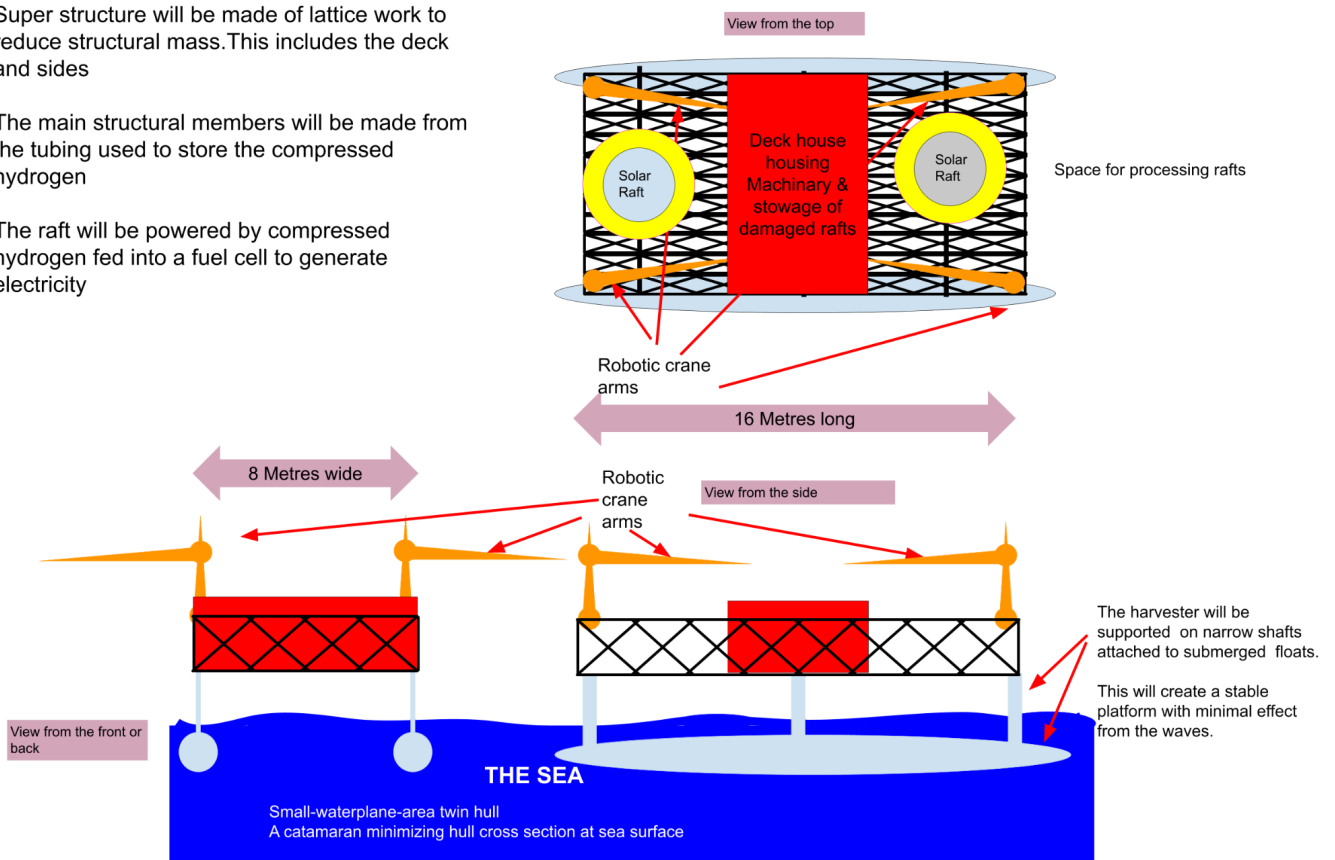 Super structure will be made of lattice work to
reduce structural mass.This includes the deck
and sides
The main structural members will be made from
the tubing used to store the compressed
hydrogen
The raft will be powered by compressed
hydrogen fed into a fuel cell to generate
electricity
View from the top
Solar
Raft
Deck house
housing
Machinary &
stowage of
damaged rafts
Solar
Raft
Space for processing rafts
Robotic crane
arms
16 Metres long
8 Metres wide
Robotic
crane
arms
View from the side
The harvester will be
supported on narrow shafts
attached to submerged floats.
This will create a stable
platform with minimal effect
from the waves.
View from the front or
back
THE SEA
Small-waterplane-area twin hull
A catamaran minimizing hull cross section at sea surface